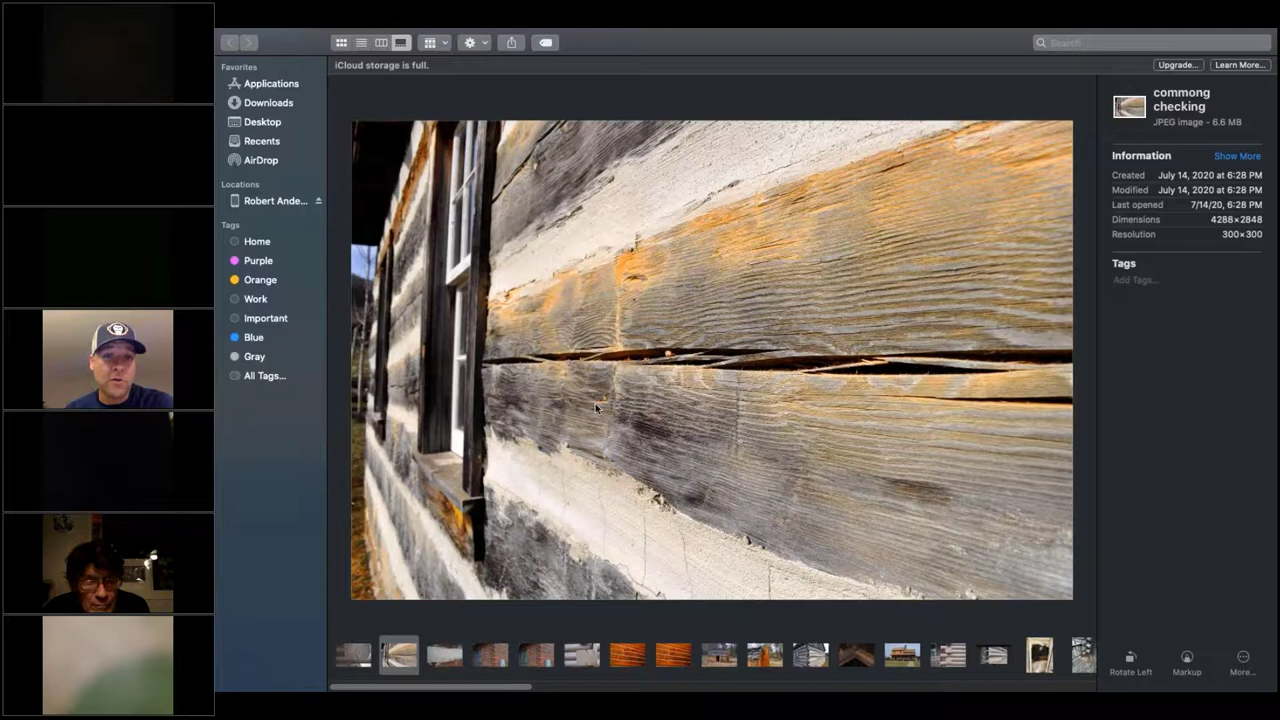 Search
Favorites
Applications
Downloads
Desktop
Recents
AirDrop
Locations
Robert Ande...
Tags
Home
Purple
Orange
Work
Important
Blue
Gray
All Tags...
iCloud storage is full.
Upgrade...
Learn More...
commong
checking
JPEG image - 6.6 MB
Information
Show More
Created July 14, 2020 at 6:28 PM
Modified July 14, 2020 at 6:28 PM
Last opened 7/14/20, 6:28 PM
Dimensions 4288×2848
Resolution 300×300
Tags
Add Tags...
Rotate Left
Markup
More...